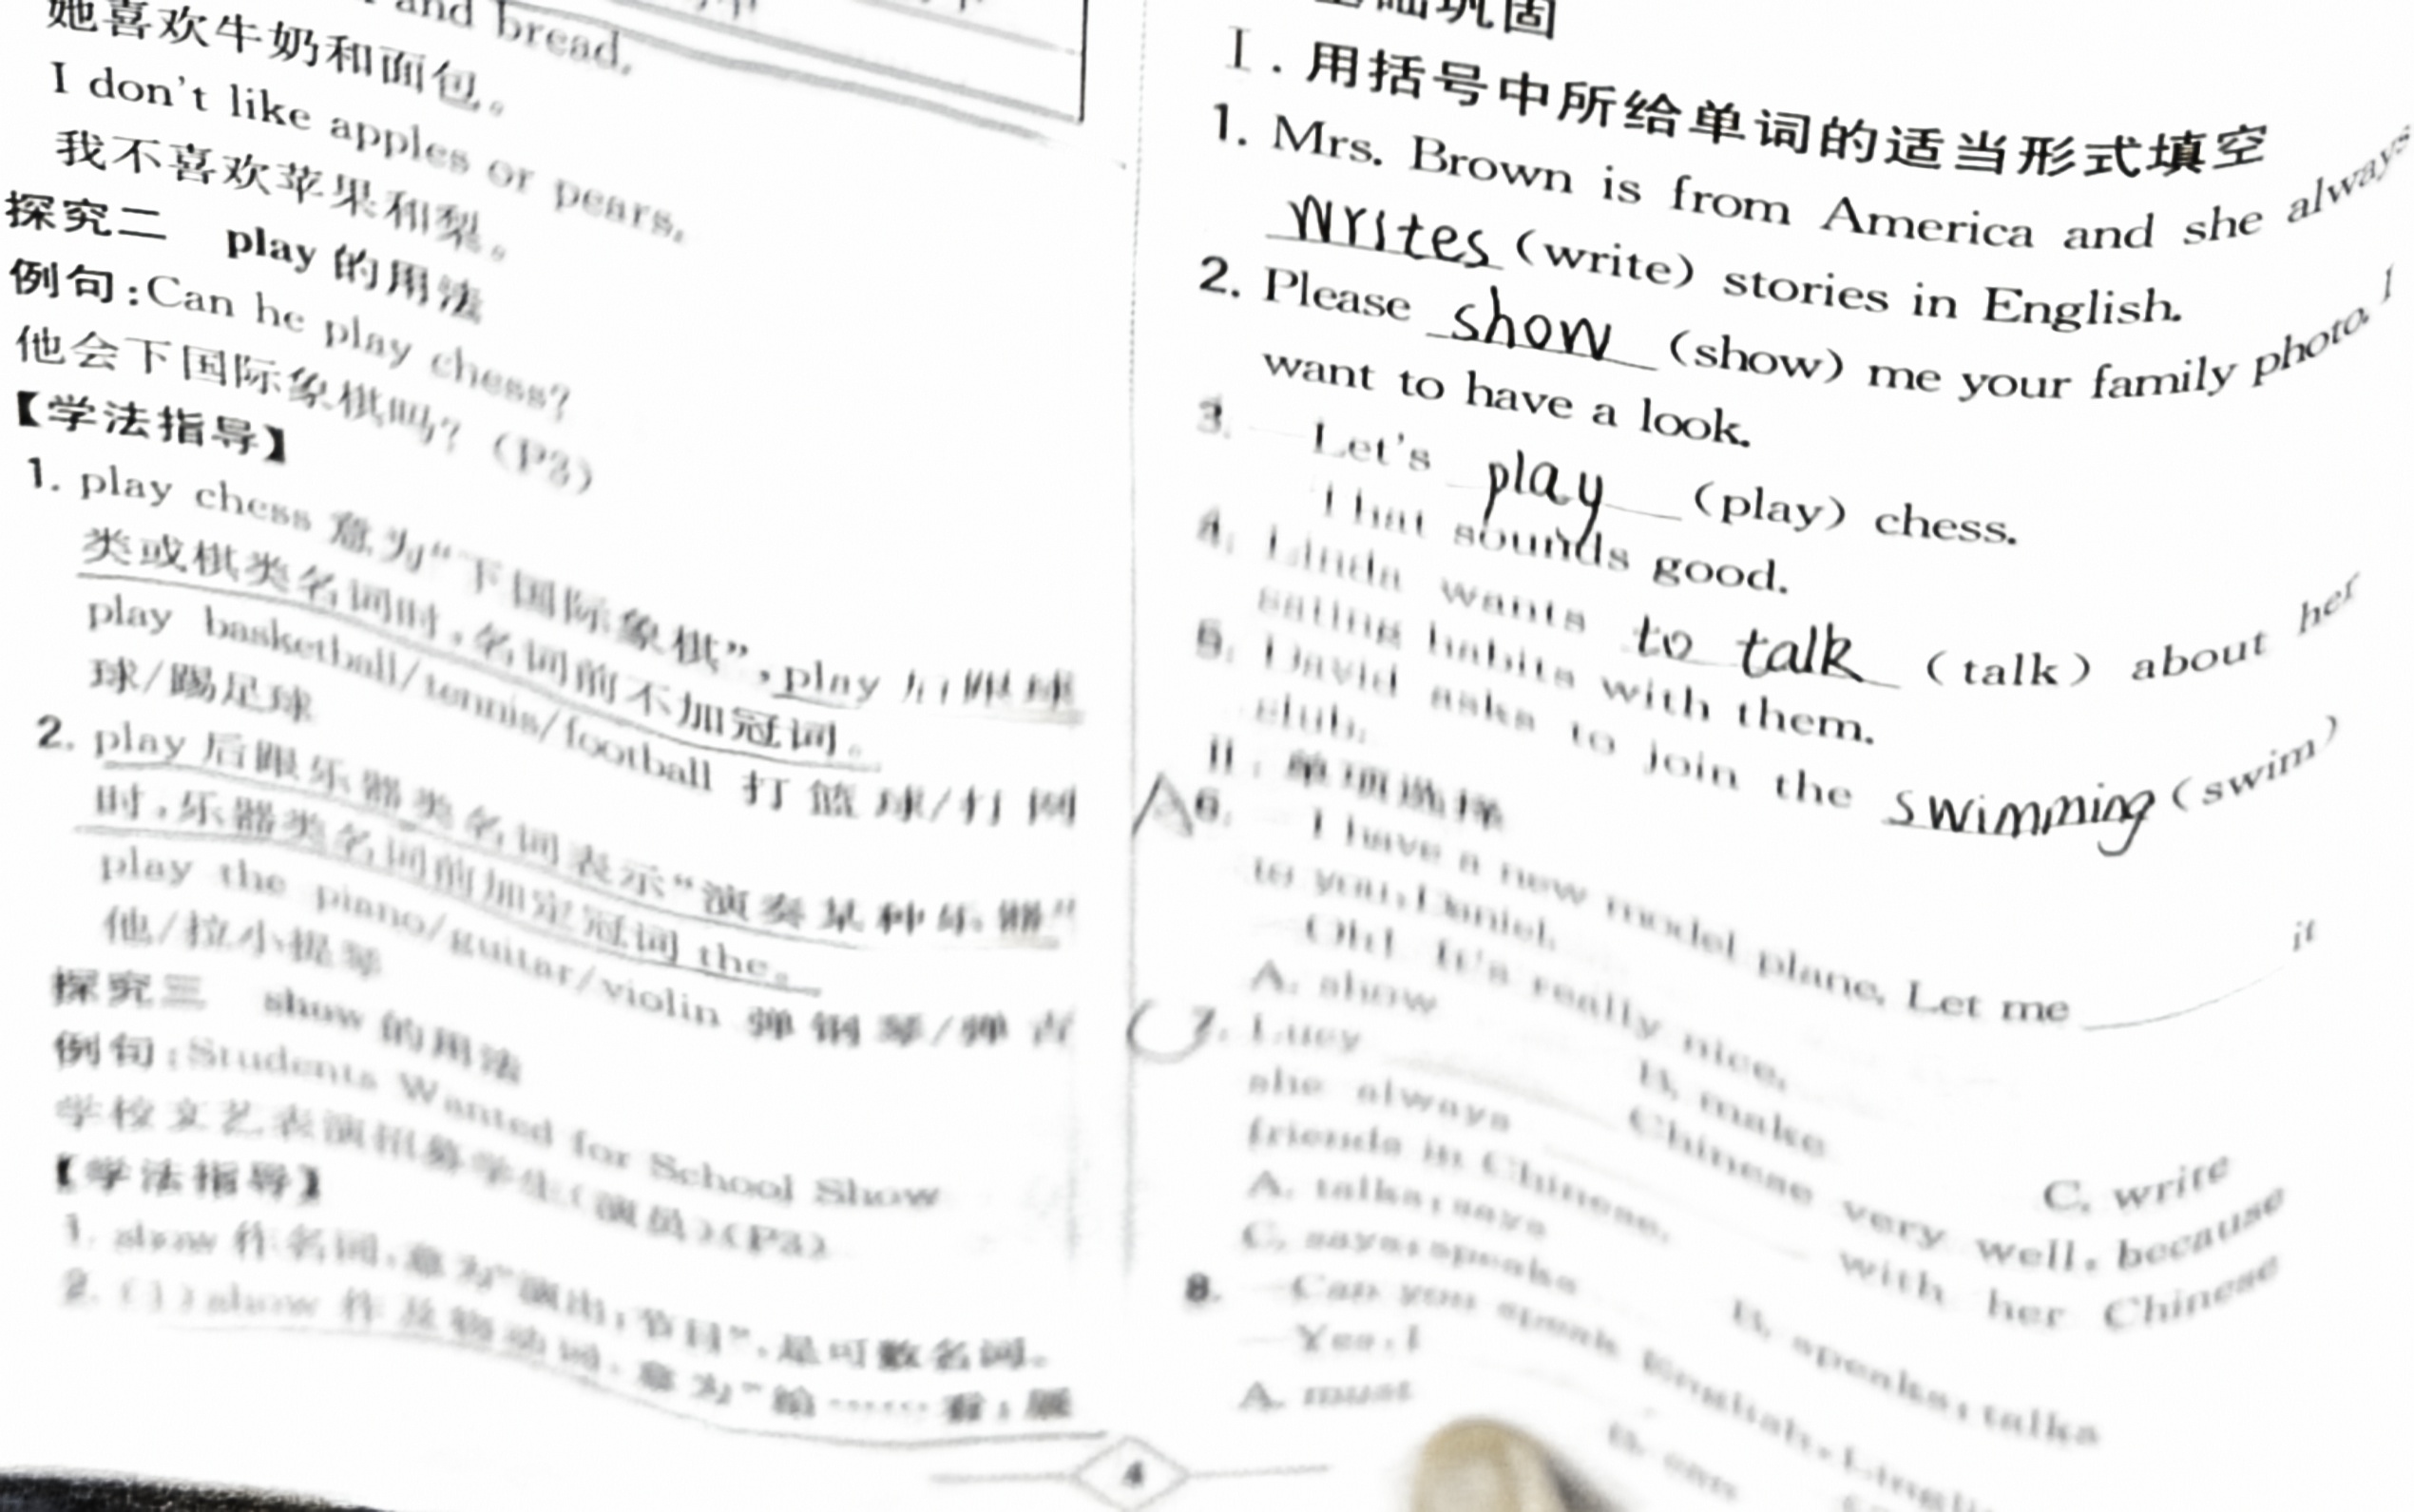 and bread.
她喜欢牛奶和面包。
I don't like apples or pears.
我不喜欢苹果和梨。
探究二 play 的用法
例句:Can he play chess?
他会下国际象棋吗?(P3)
【学法指导】
1. play chess 意为“下国际象棋”,play 后跟球
类或棋类名词时,名词前不加冠词。
play basketball/tennis/football 打篮球/打网
球/踢足球
2. play 后跟乐器类名词表示“演奏某种乐器”
时,乐器类名词前加定冠词 the。
play the piano/guitar/violin 弹钢琴/弹吉
他/拉小提琴
探究三 show 的用法
例句:Students Wanted for School Show
学校文艺表演招募学生(演员)(P3)
【学法指导】
1. show 作名词,意为“演出;节目”,是可数名词。
2. (1)show 作及物动词,意为“给……看;展
基础巩固
Ⅰ.用括号中所给单词的适当形式填空
1. Mrs. Brown is from America and she always
writes (write) stories in English.
2. Please show (show) me your family photo. I
want to have a look.
3. —Let's play (play) chess.
That sounds good.
4. Linda wants to talk (talk) about her
eating habits with them.
5. David asks to join the swimming (swim)
club.
Ⅱ.单项选择
A 6. —I have a new model plane. Let me ______ it
to you, Daniel.
—Oh! It's really nice.
A. show B. make C. write
C 7. Lucy ______ Chinese very well, because
she always ______ with her Chinese
friends in Chinese.
A. talks; says B. speaks; talks
C. says; speaks
8. —Can you speak English,
—Yes, I
A. must B. can
4